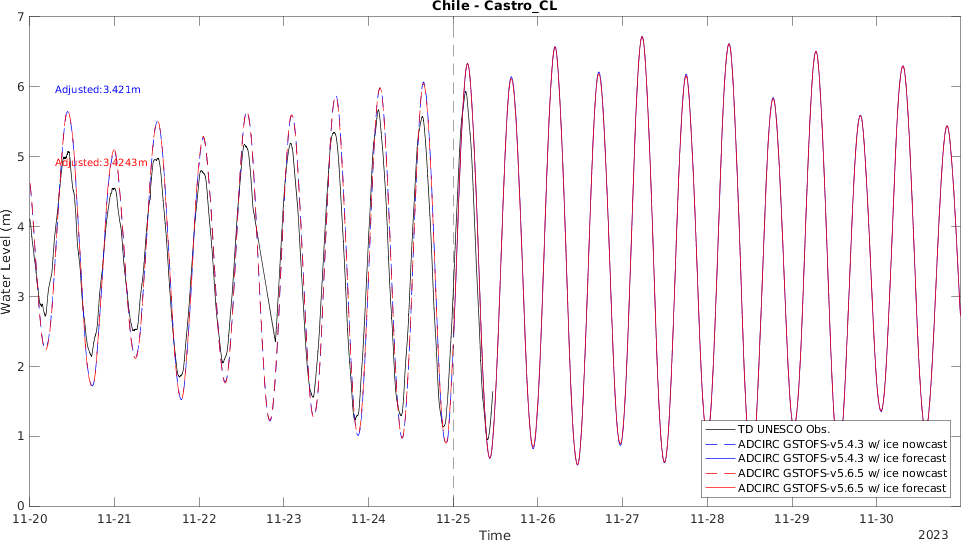 Chile - Castro_CL
7
6
5
4
3
2
1
0
Water Level (m)
Adjusted:3.421m
Adjusted:3.4243m
TD UNESCO Obs.
ADCIRC GSTOFS-v5.4.3 w/ ice nowcast
ADCIRC GSTOFS-v5.4.3 w/ ice forecast
ADCIRC GSTOFS-v5.6.5 w/ ice nowcast
ADCIRC GSTOFS-v5.6.5 w/ ice forecast
11-20 11-21 11-22 11-23 11-24 11-25 11-26 11-27 11-28 11-29 11-30
Time
2023